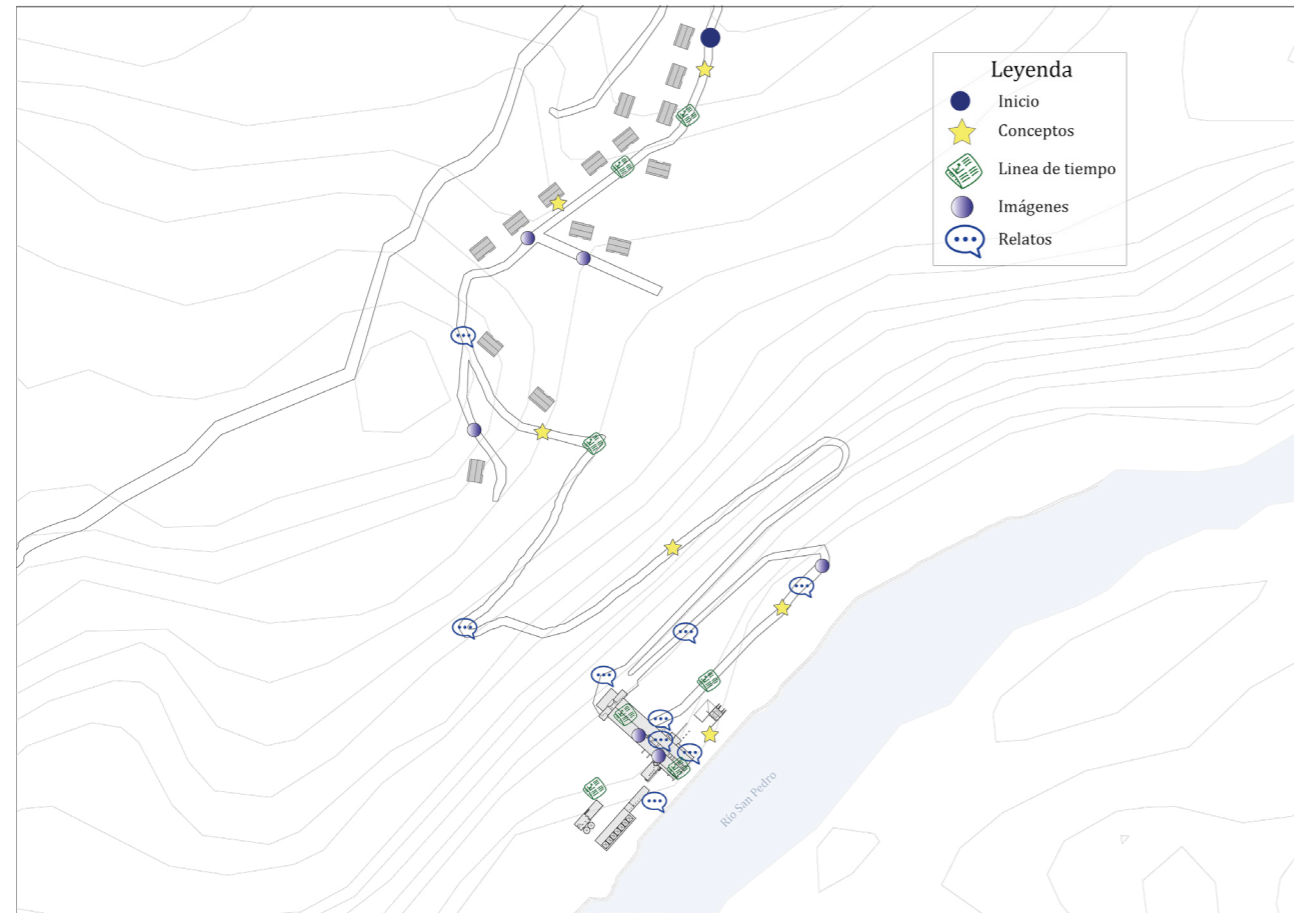 Leyenda
Inicio
Conceptos
Linea de tiempo
Imágenes
Relatos
Río San Pedro